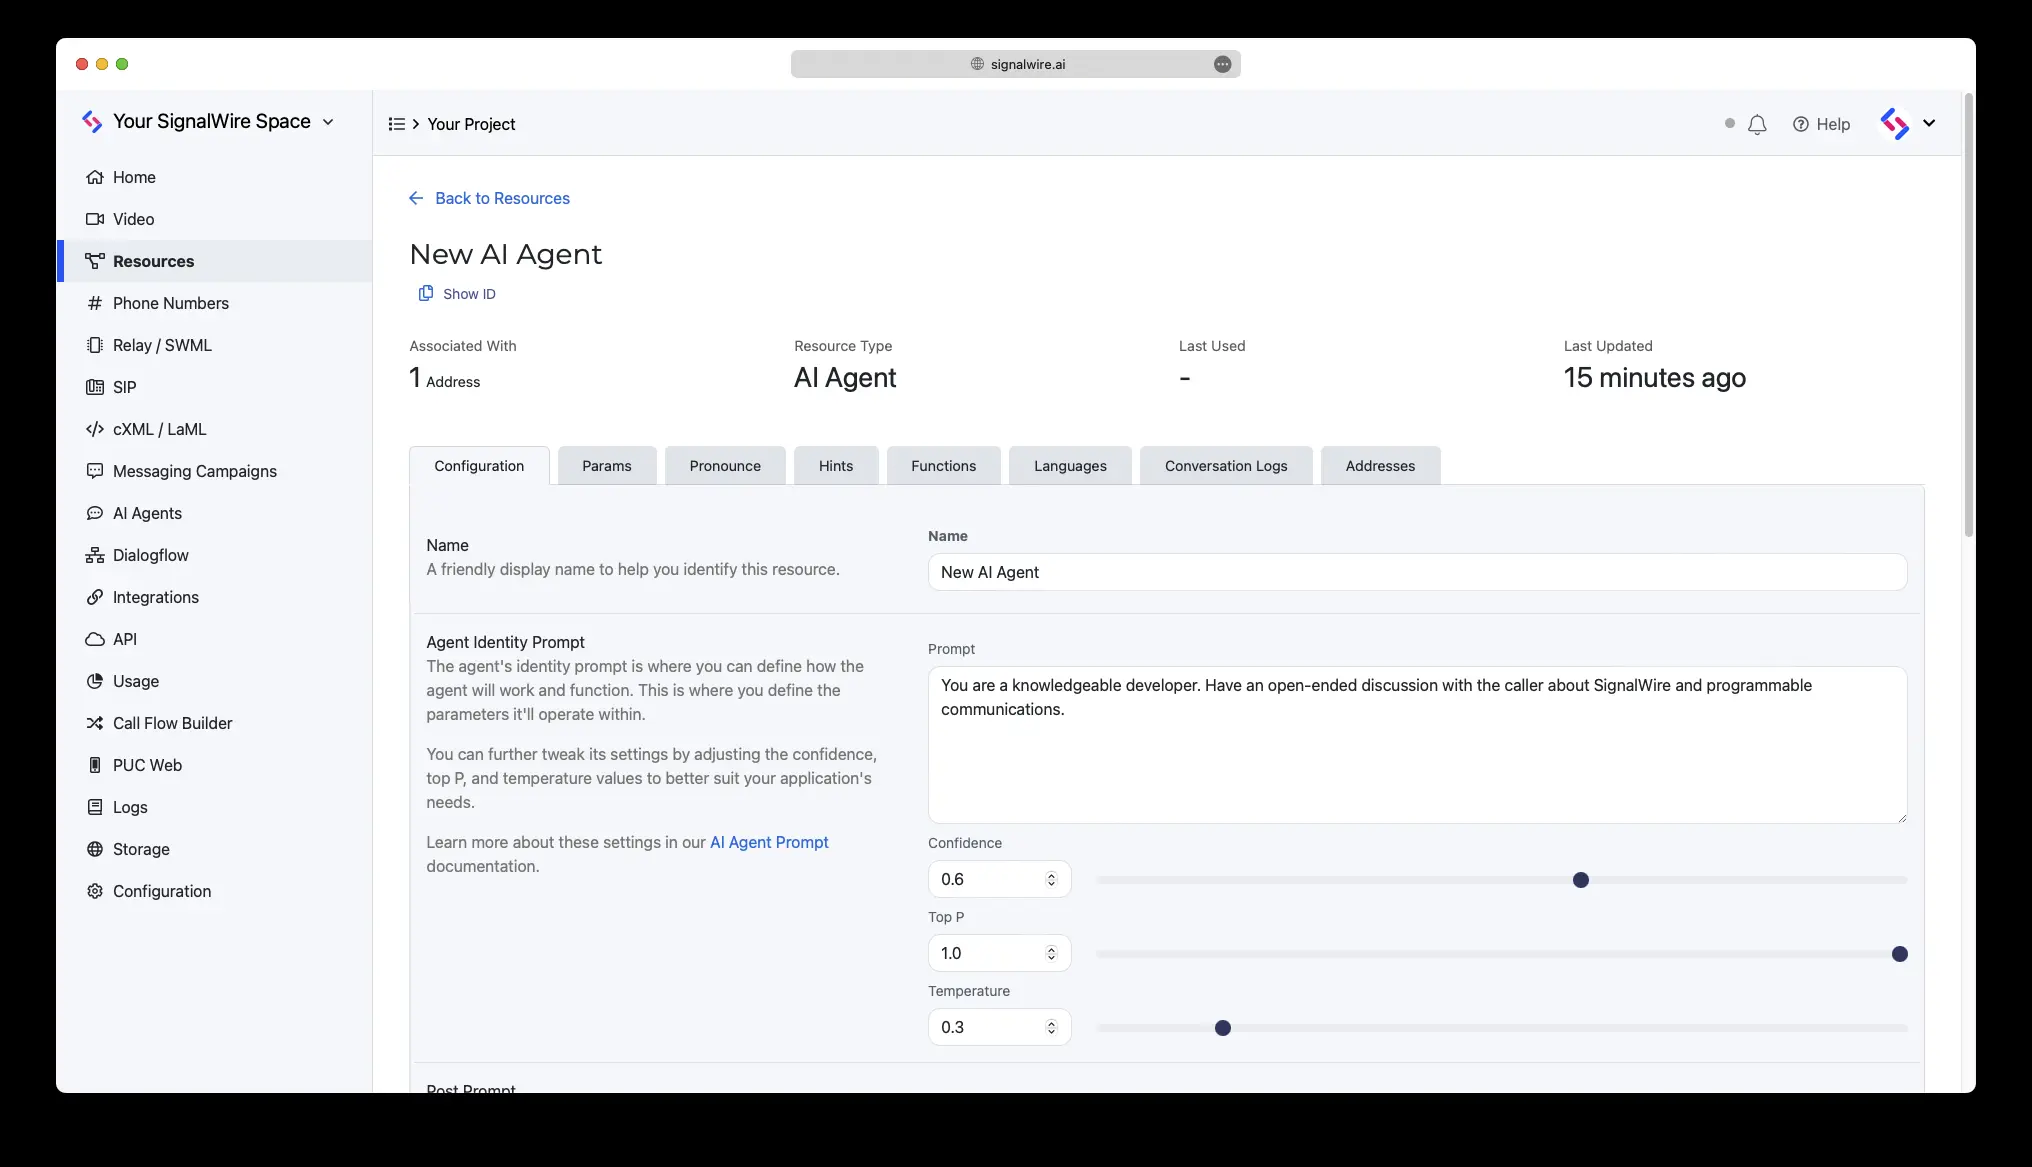 signalwire.ai
Your SignalWire Space
Your Project
Help
Home
Video
Resources
Phone Numbers
Relay / SWML
SIP
cXML / LaML
Messaging Campaigns
AI Agents
Dialogflow
Integrations
API
Usage
Call Flow Builder
PUC Web
Logs
Storage
Configuration
Back to Resources
New AI Agent
Show ID
Associated With
1 Address
Resource Type
AI Agent
Last Used
-
Last Updated
15 minutes ago
Configuration
Params
Pronounce
Hints
Functions
Languages
Conversation Logs
Addresses
Name
A friendly display name to help you identify this resource.
Name
New AI Agent
Agent Identity Prompt
The agent's identity prompt is where you can define how the
agent will work and function. This is where you define the
parameters it'll operate within.
You can further tweak its settings by adjusting the confidence,
top P, and temperature values to better suit your application's
needs.
Learn more about these settings in our AI Agent Prompt
documentation.
Prompt
You are a knowledgeable developer. Have an open-ended discussion with the caller about SignalWire and programmable
communications.
Confidence
0.6
Top P
1.0
Temperature
0.3
Post Prompt